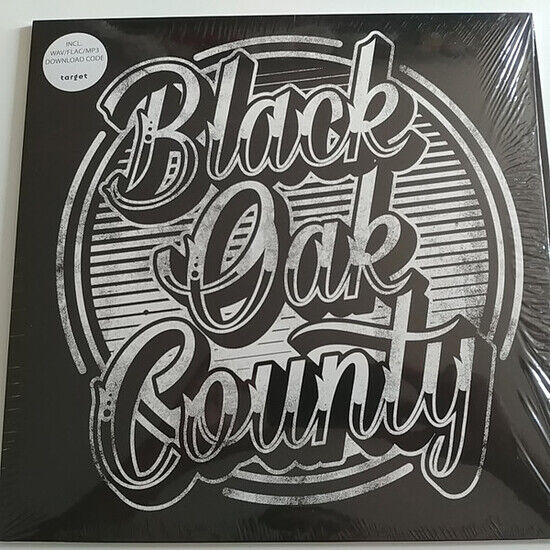 INCL.
WAV/FLAC/MP3
DOWNLOAD CODE
target
Black
Oak
County